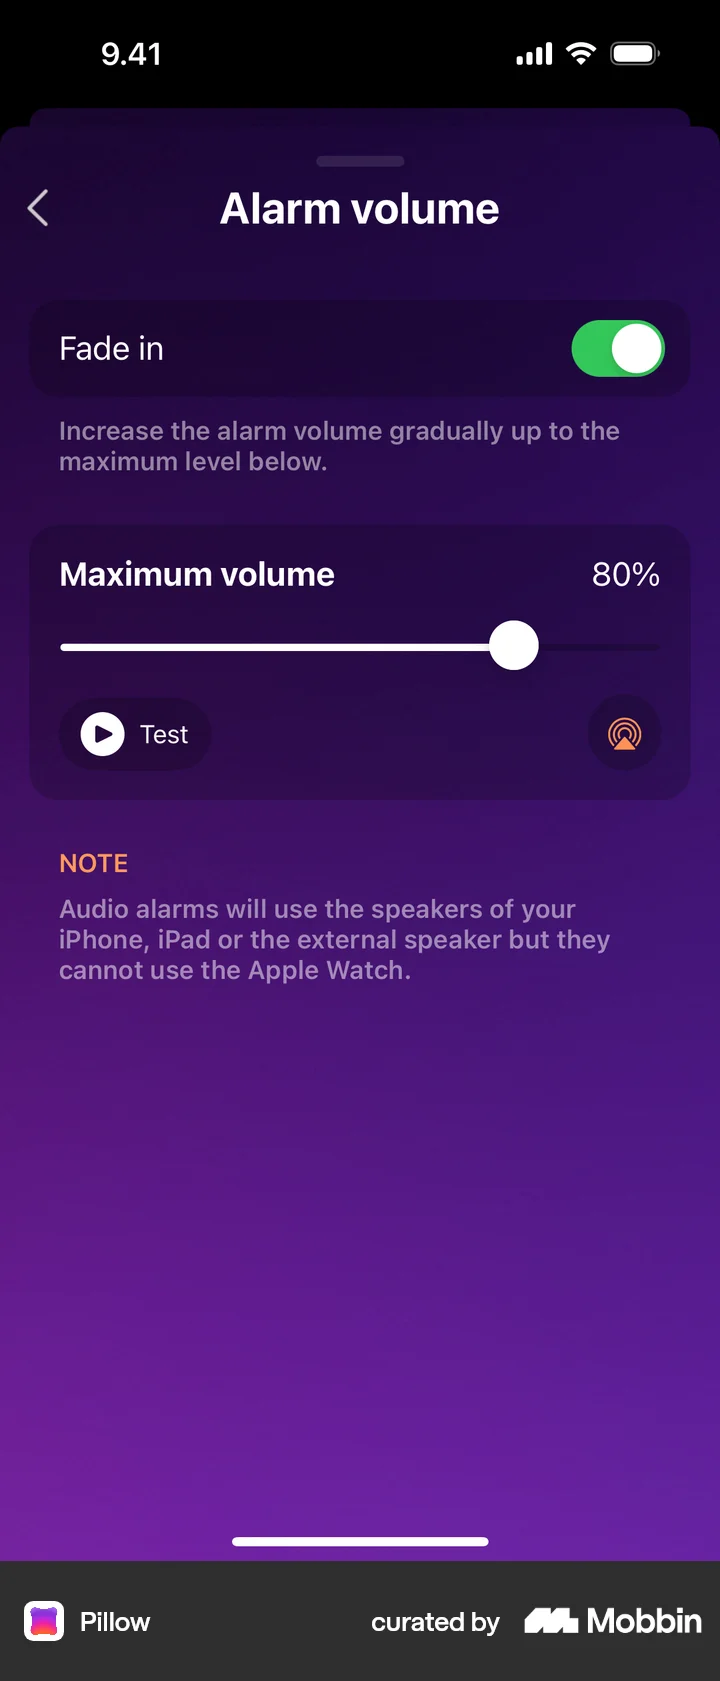 9.41
Alarm volume
Fade in
Increase the alarm volume gradually up to the
maximum level below.
Maximum volume 80%
Test
NOTE
Audio alarms will use the speakers of your
iPhone, iPad or the external speaker but they
cannot use the Apple Watch.
Pillow curated by Mobbin